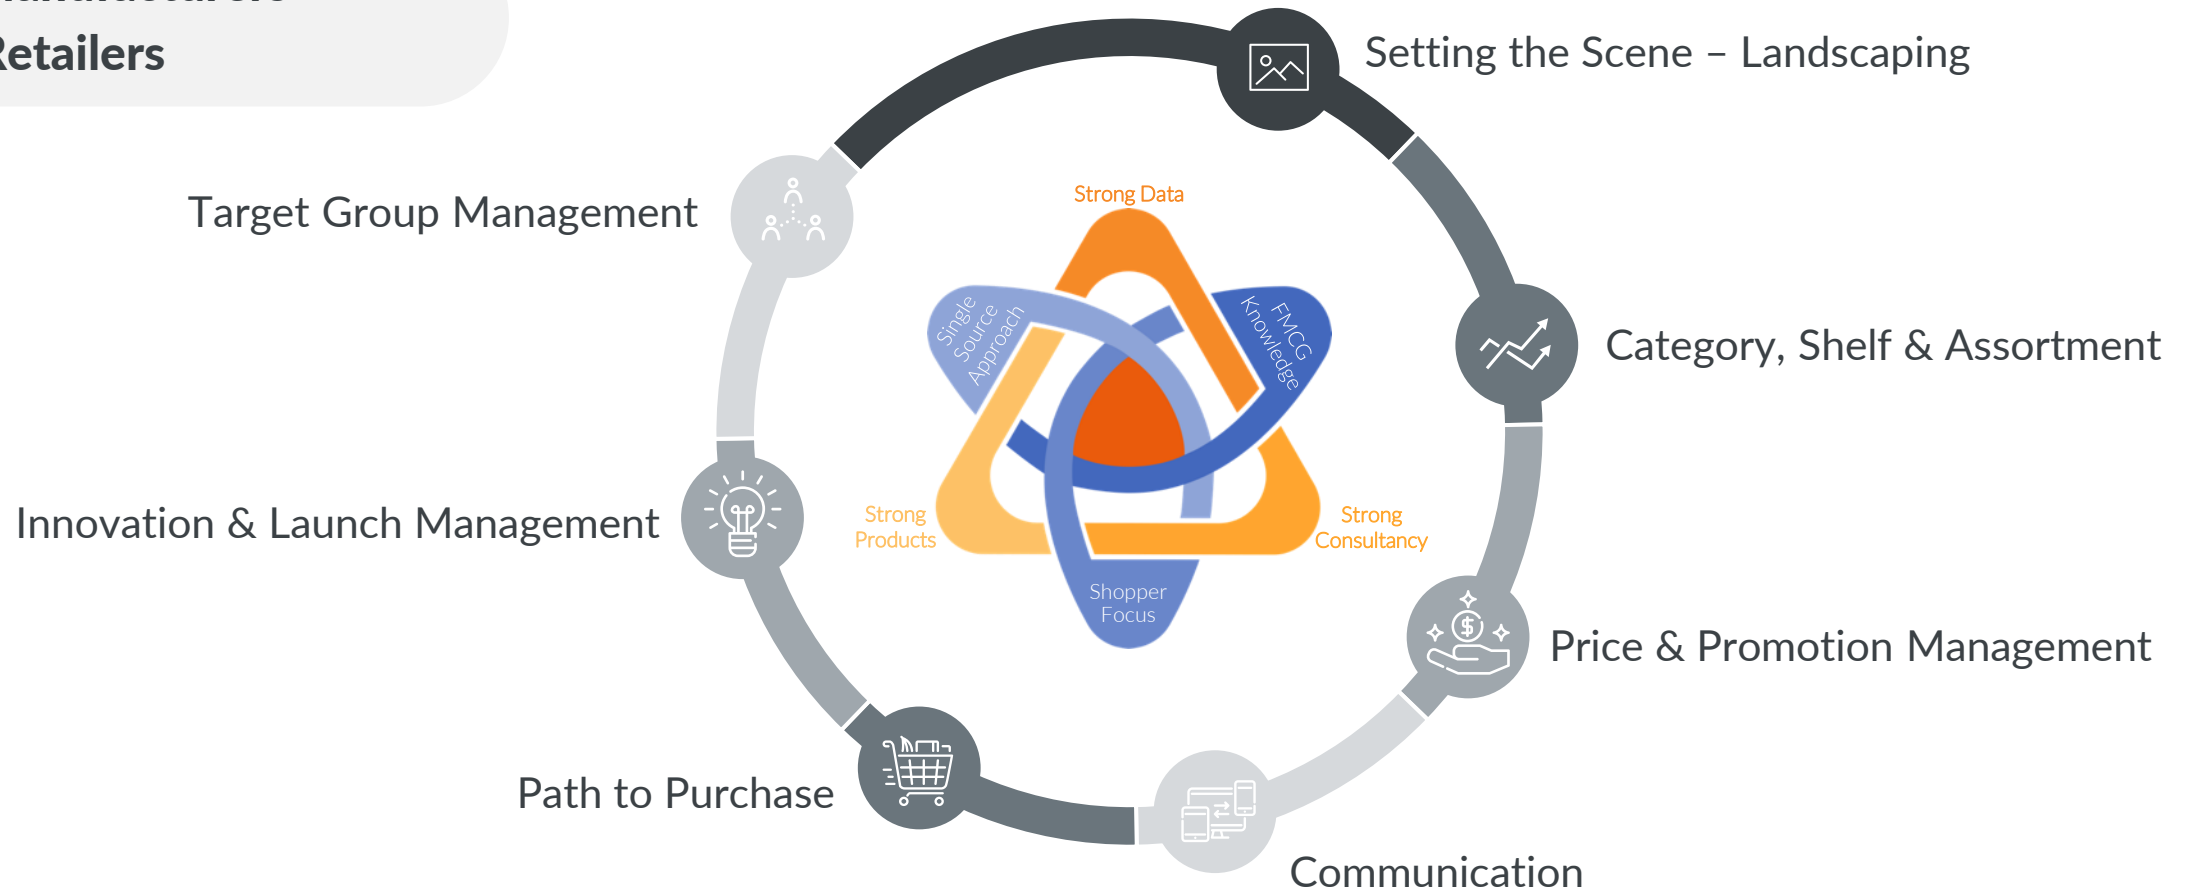 Retailers
Setting the Scene – Landscaping
Target Group Management
Strong Data
Single
Source
Approach
FMCG
Knowledge
Category, Shelf & Assortment
Innovation & Launch Management
Strong
Products
Strong
Consultancy
Shopper
Focus
$
Price & Promotion Management
Path to Purchase
Communication